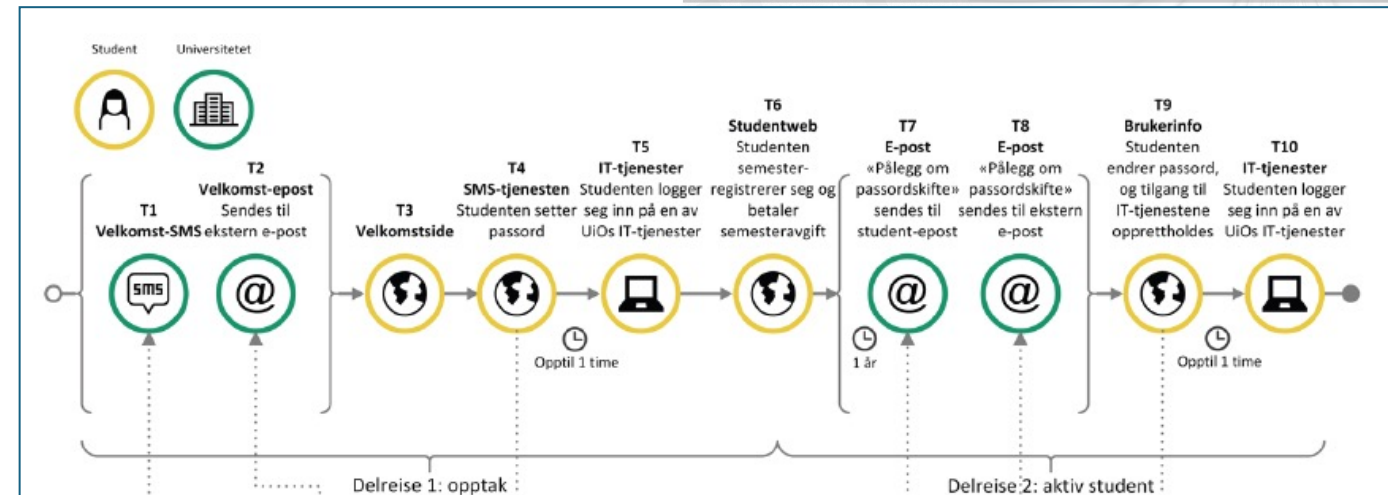 Student
Universitetet
T1
Velkomst-SMS
T2
Velkomst-epost
Sendes til
ekstern e-post
T3
Velkomstside
T4
SMS-tjenesten
Studenten setter
passord
T5
IT-tjenester
Studenten logger
seg inn på en av
UiOs IT-tjenester
T6
Studentweb
Studenten
semester-
registrerer seg og
betaler
semesteravgift
T7
E-post
«Pålegg om
passordskifte»
sendes til
student-epost
T8
E-post
«Pålegg om
passordskifte»
sendes til ekstern
e-post
T9
Brukerinfo
Studenten
endrer passord,
og tilgang til
IT-tjenestene
opprettholdes
T10
IT-tjenester
Studenten logger
seg inn på en av
UiOs IT-tjenester
SMS
@
@
@
Opptil 1 time
1 år
Opptil 1 time
Delreise 1: opptak
Delreise 2: aktiv student